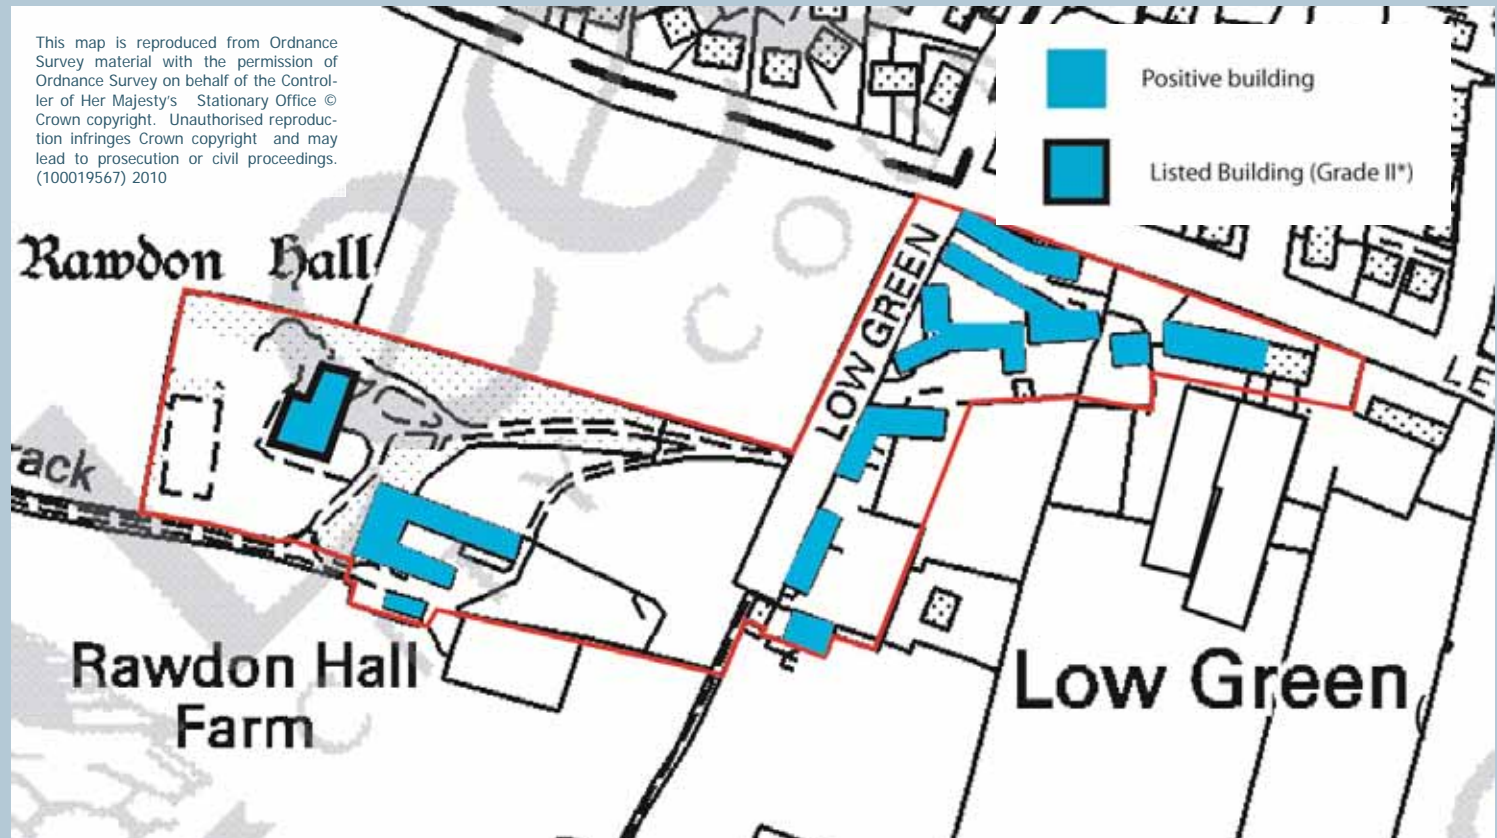 This map is reproduced from Ordnance
Survey material with the permission of
Ordnance Survey on behalf of the Control-
ler of Her Majesty's Stationary Office ©
Crown copyright. Unauthorised reproduc-
tion infringes Crown copyright and may
lead to prosecution or civil proceedings.
(100019567) 2010
Positive building
Listed Building (Grade II*)
Rawdon Hall
LOW GREEN
LE
ack
Rawdon Hall
Farm
Low Green